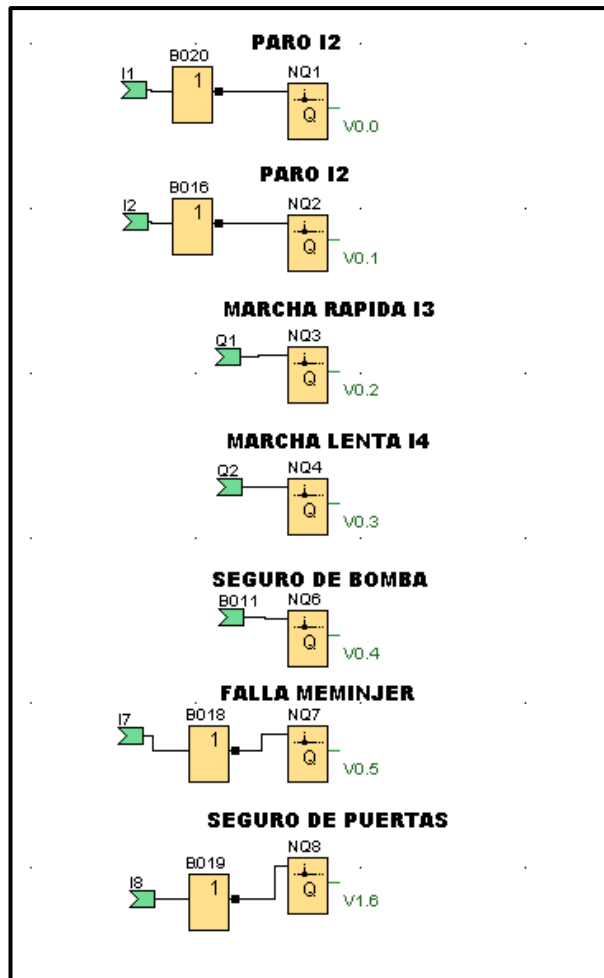 PARO I2
B020
I1
1
NQ1
Q
V0.0
PARO I2
B016
I2
1
NQ2
Q
V0.1
MARCHA RAPIDA I3
Q1
NQ3
Q
V0.2
MARCHA LENTA I4
Q2
NQ4
Q
V0.3
SEGURO DE BOMBA
B011
NQ6
Q
V0.4
FALLA MEMINJER
I7
B018
1
NQ7
Q
V0.5
SEGURO DE PUERTAS
I8
B019
1
NQ8
Q
V1.6